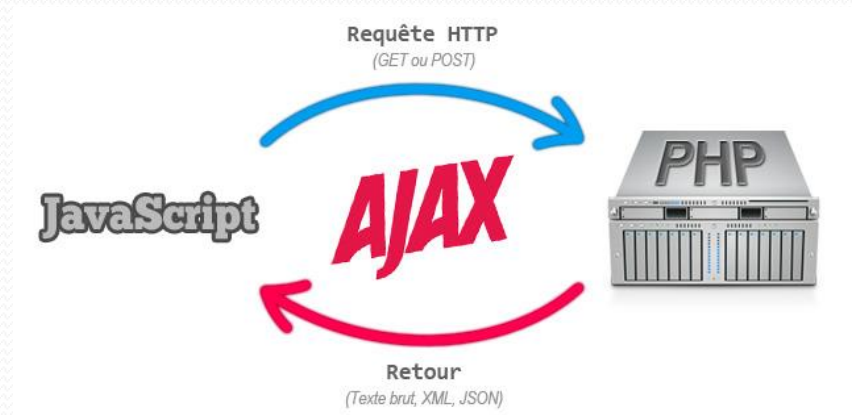 Requête HTTP
(GET ou POST)
PHP
JavaScript
AJAX
Retour
(Texte brut, XML, JSON)